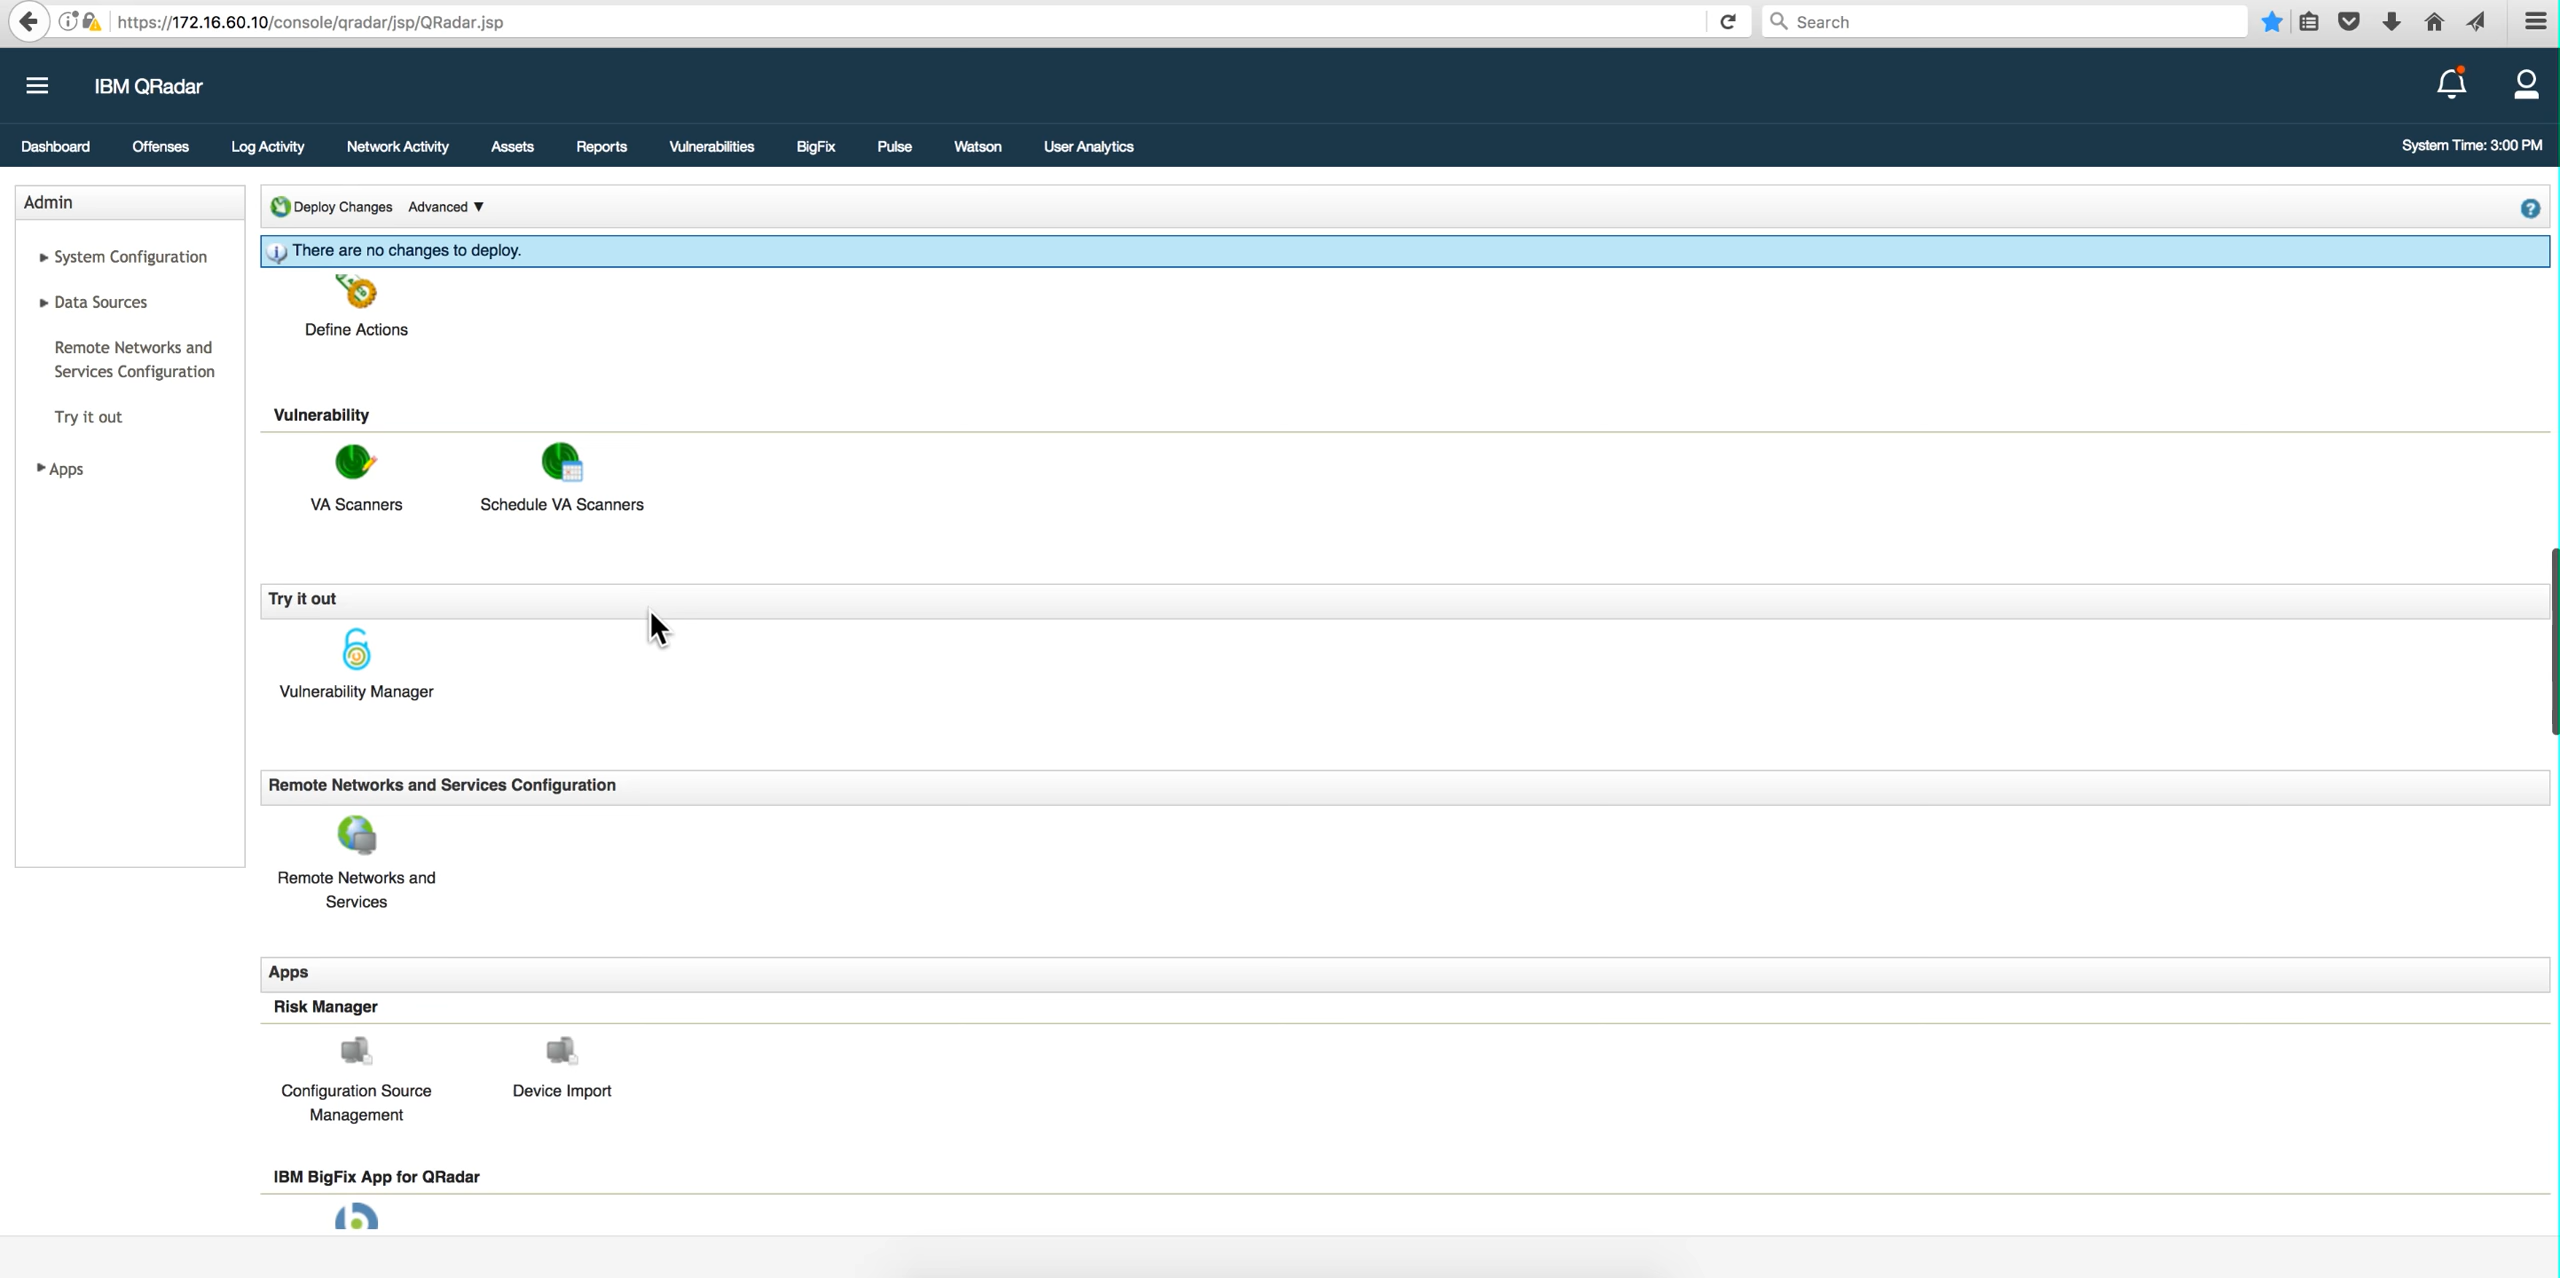 https://172.16.60.10/console/qradar/jsp/QRadar.jsp
Search
IBM QRadar
Dashboard Offenses Log Activity Network Activity Assets Reports Vulnerabilities BigFix Pulse Watson User Analytics
System Time: 3:00 PM
Admin
System Configuration
Data Sources
Remote Networks and
Services Configuration
Try it out
Apps
Deploy Changes Advanced ▼
There are no changes to deploy.
Define Actions
Vulnerability
VA Scanners
Schedule VA Scanners
Try it out
Vulnerability Manager
Remote Networks and Services Configuration
Remote Networks and
Services
Apps
Risk Manager
Configuration Source
Management
Device Import
IBM BigFix App for QRadar